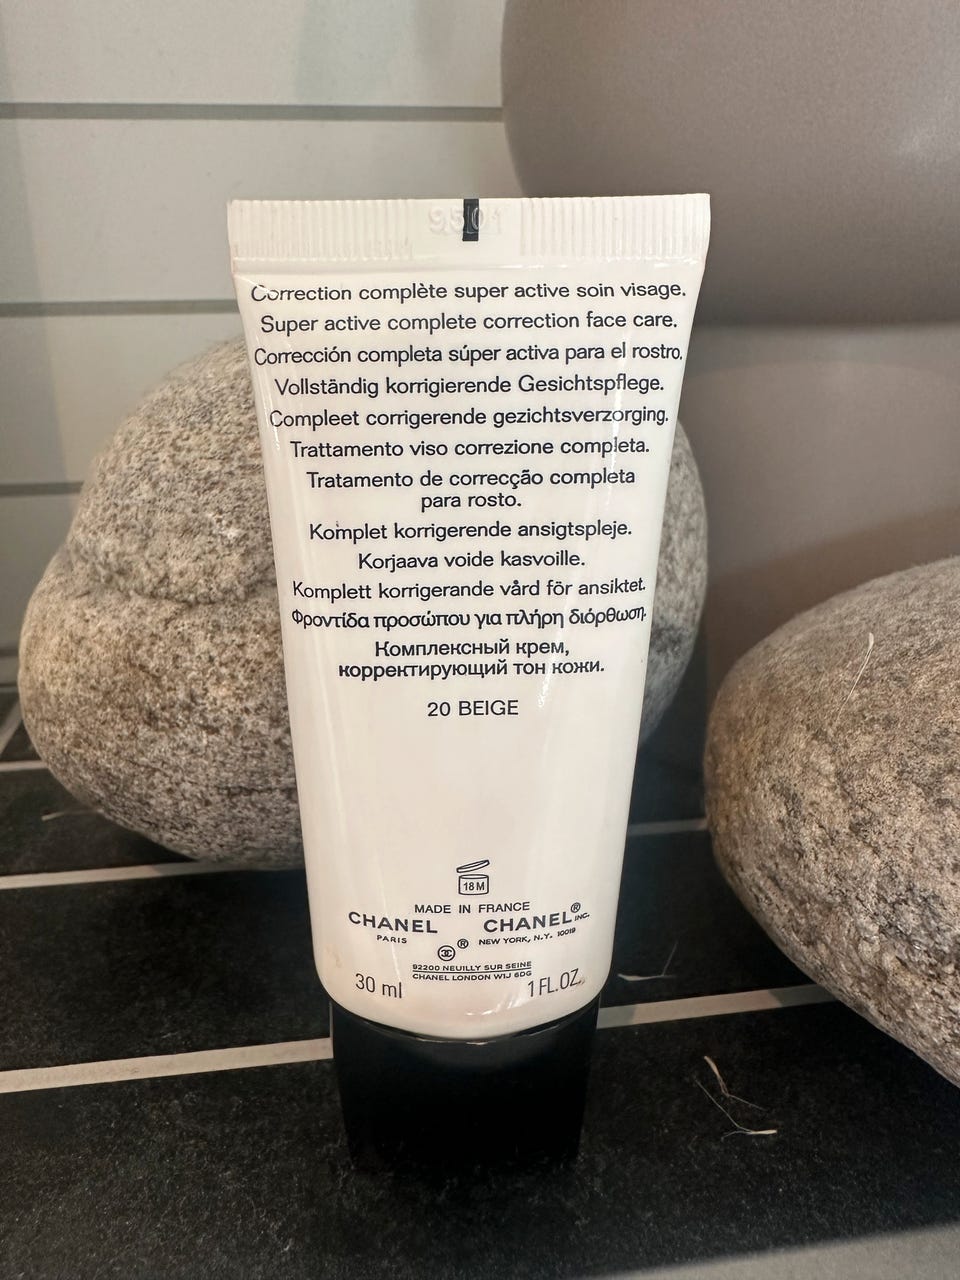 9501
Correction complète super active soin visage.
Super active complete correction face care.
Corrección completa súper activa para el rostro.
Vollständig korrigierende Gesichtspflege.
Compleet corrigerende gezichtsverzorging.
Trattamento viso correzione completa.
Tratamento de correcção completa
para rosto.
Komplet korrigerende ansigtspleje.
Korjaava voide kasvoille.
Komplett korrigerande vård för ansiktet.
Φροντίδα προσώπου για πλήρη διόρθωση.
Комплексный крем,
корректирующий тон кожи.
20 BEIGE
18 M
MADE IN FRANCE
CHANEL CHANEL® INC.
PARIS NEW YORK, N.Y. 10019
®
92200 NEUILLY SUR SEINE
CHANEL LONDON W1J 6DG
30 ml 1 FL.OZ.